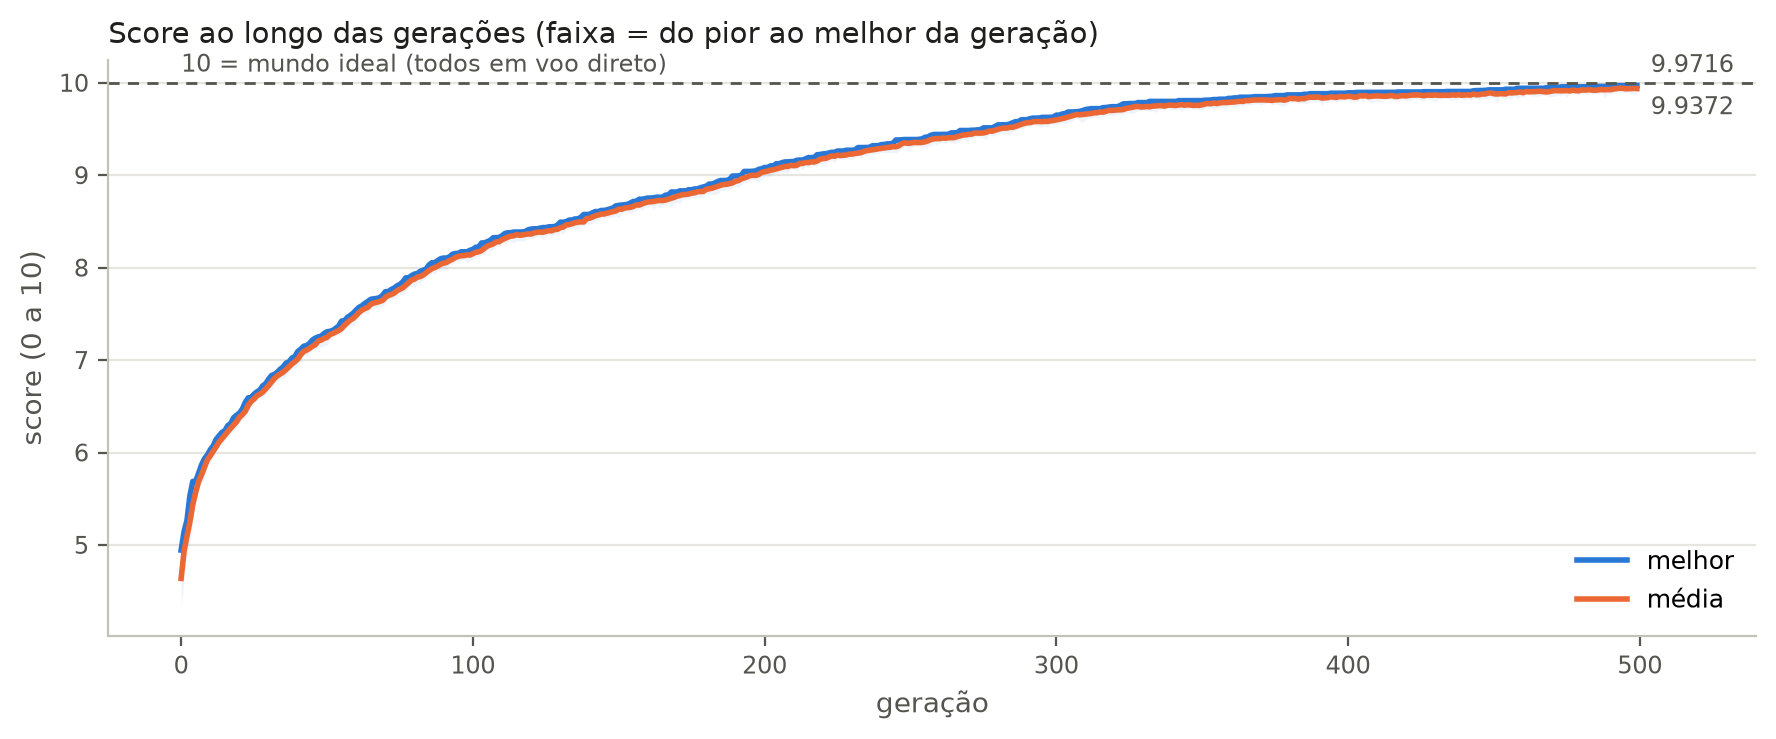 Score ao longo das gerações (faixa = do pior ao melhor da geração)
10 = mundo ideal (todos em voo direto)
9.9716
9.9372
10
9
8
7
6
5
score (0 a 10)
melhor
média
0 100 200 300 400 500
geração